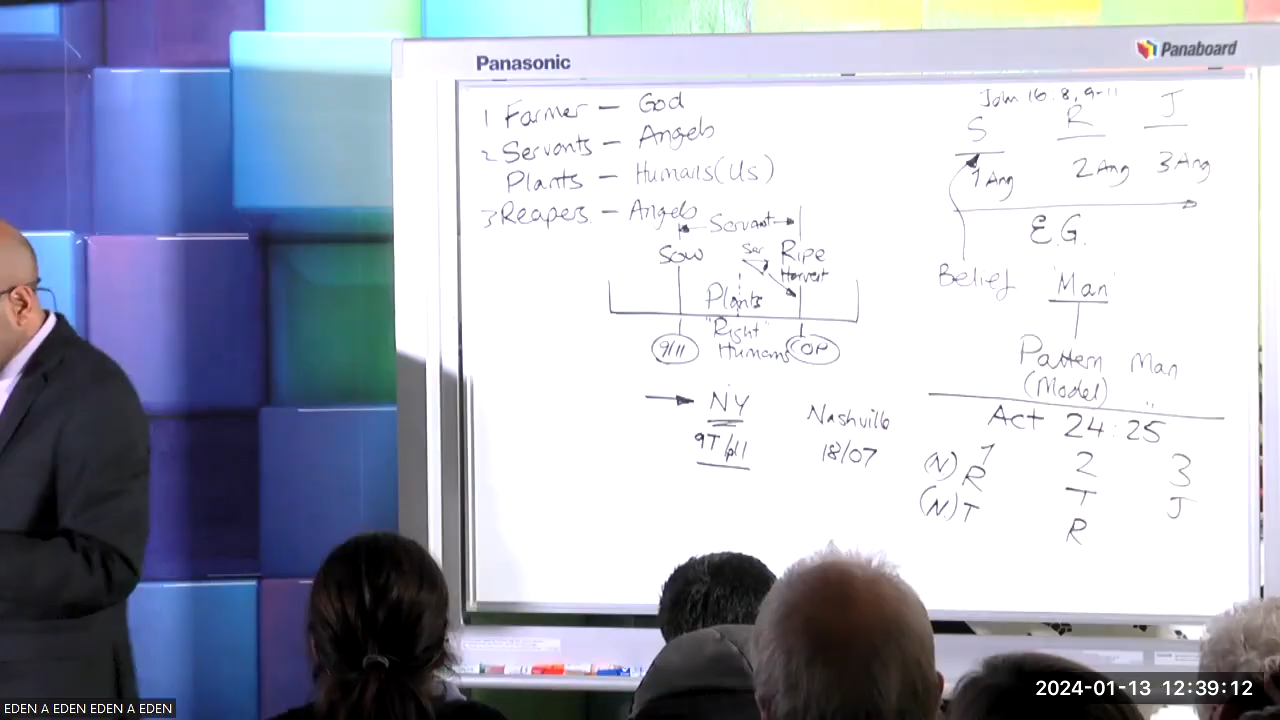 Panasonic
Panaboard
1 Farmer — God
2 Servants — Angels
Plants — Humans (Us)
3 Reapers — Angels
Servant
Sow
Ser
Ripe
Harvest
Plants
"Right"
Humans
9/11
NY
Nashville
18/07
John 16:8, 9-11
S R J
1 Ang 2 Ang 3 Ang
E.G.
Belief 'Man'
Pattern Man
(Model) "
Act 24:25
1 2 3
(N) R T J
(N) T R
EDEN A EDEN EDEN A EDEN
2024-01-13 12:39:12